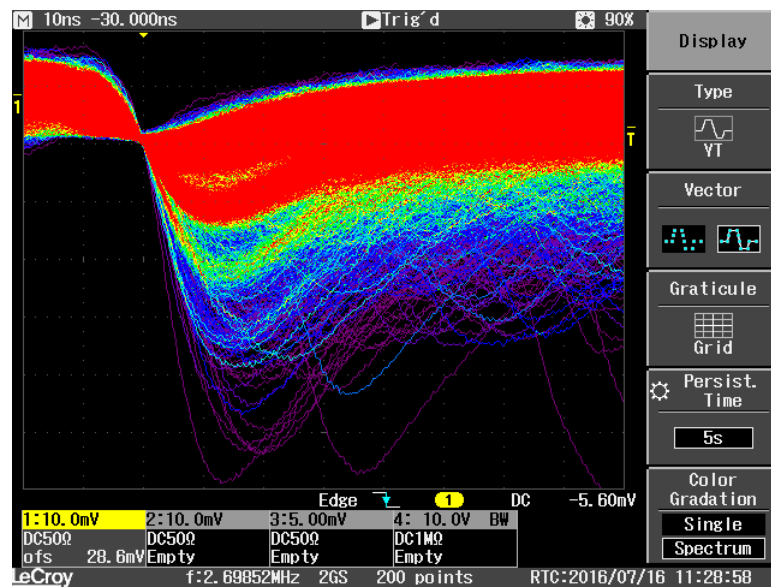 M 10ns -30.000ns Trig´d 90%
Display
Type
YT
Vector
Graticule
Grid
Persist. Time
5s
Color Gradation
Single
Spectrum
1
T
Edge 1 DC -5.60mV
1:10.0mV 2:10.0mV 3:5.00mV 4: 10.0V BW
DC50Ω DC50Ω DC50Ω DC1MΩ
ofs 28.6mV Empty Empty Empty
LeCroy f:2.69852MHz 2GS 200 points RTC:2016/07/16 11:28:58